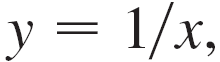 y = 1/x,